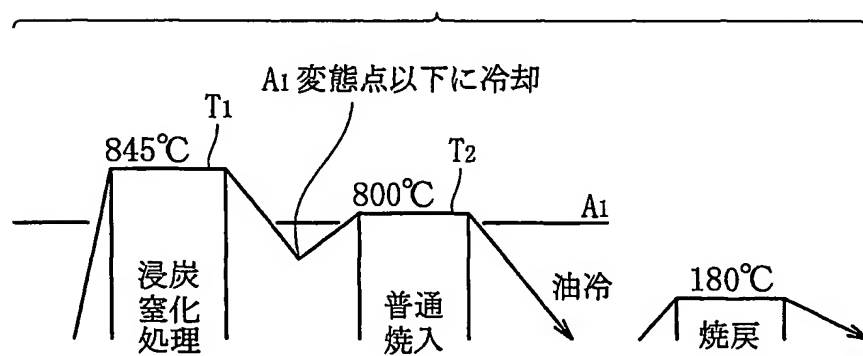 A1変態点以下に冷却
T1
845℃
T2
800℃
A1
浸炭
窒化
処理
普通
焼入
油冷
180℃
焼戻